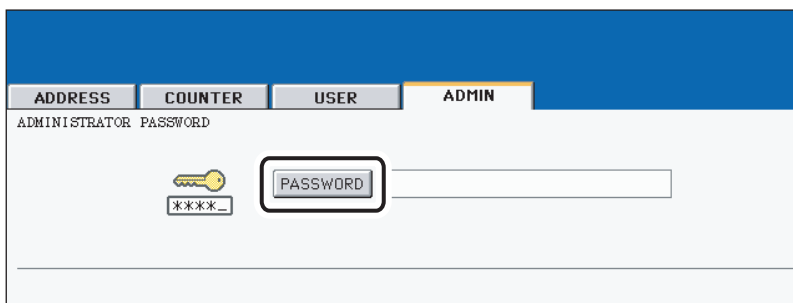 ADDRESS COUNTER USER ADMIN
ADMINISTRATOR PASSWORD
PASSWORD
****_